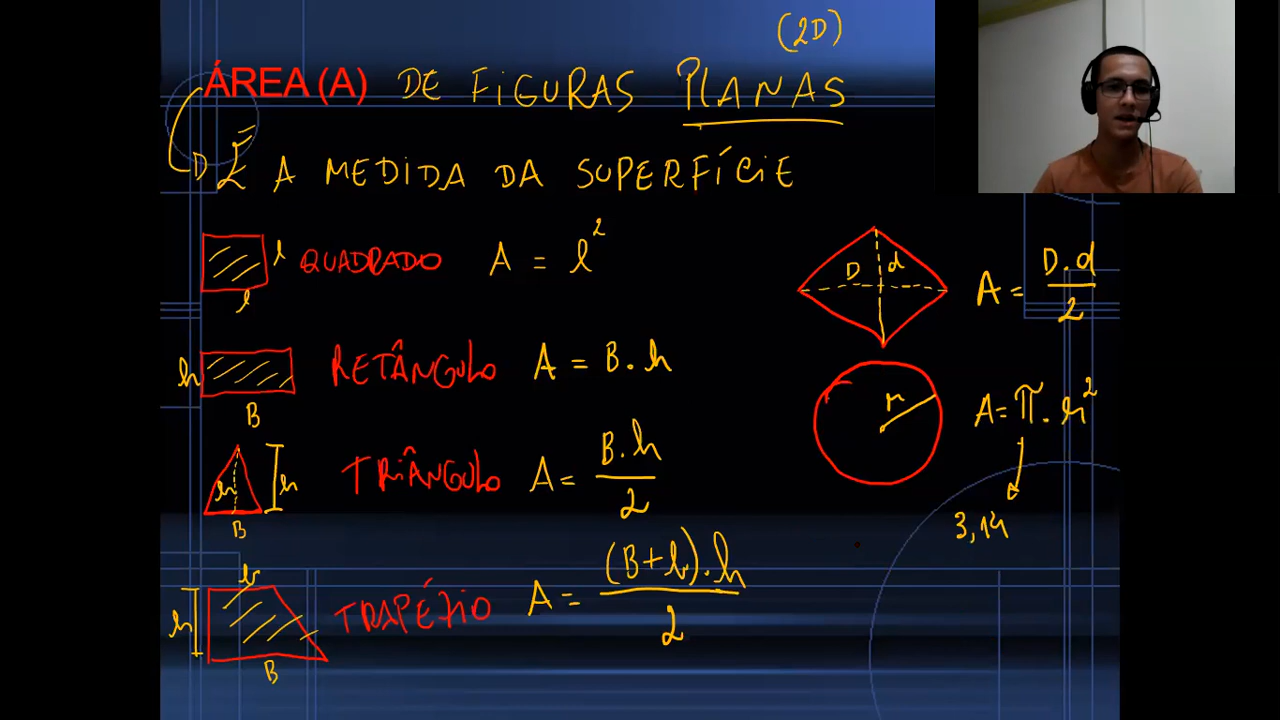 (2D)
ÁREA (A) DE FIGURAS PLANAS
É A MEDIDA DA SUPERFÍCIE
l QUADRADO A = l²
l
h RETÂNGULO A = B.h
B
h h TRIÂNGULO A = B.h/2
B
b
h TRAPÉZIO A = (B+b).h/2
B
D d A = D.d/2
r A = π.r²
3,14